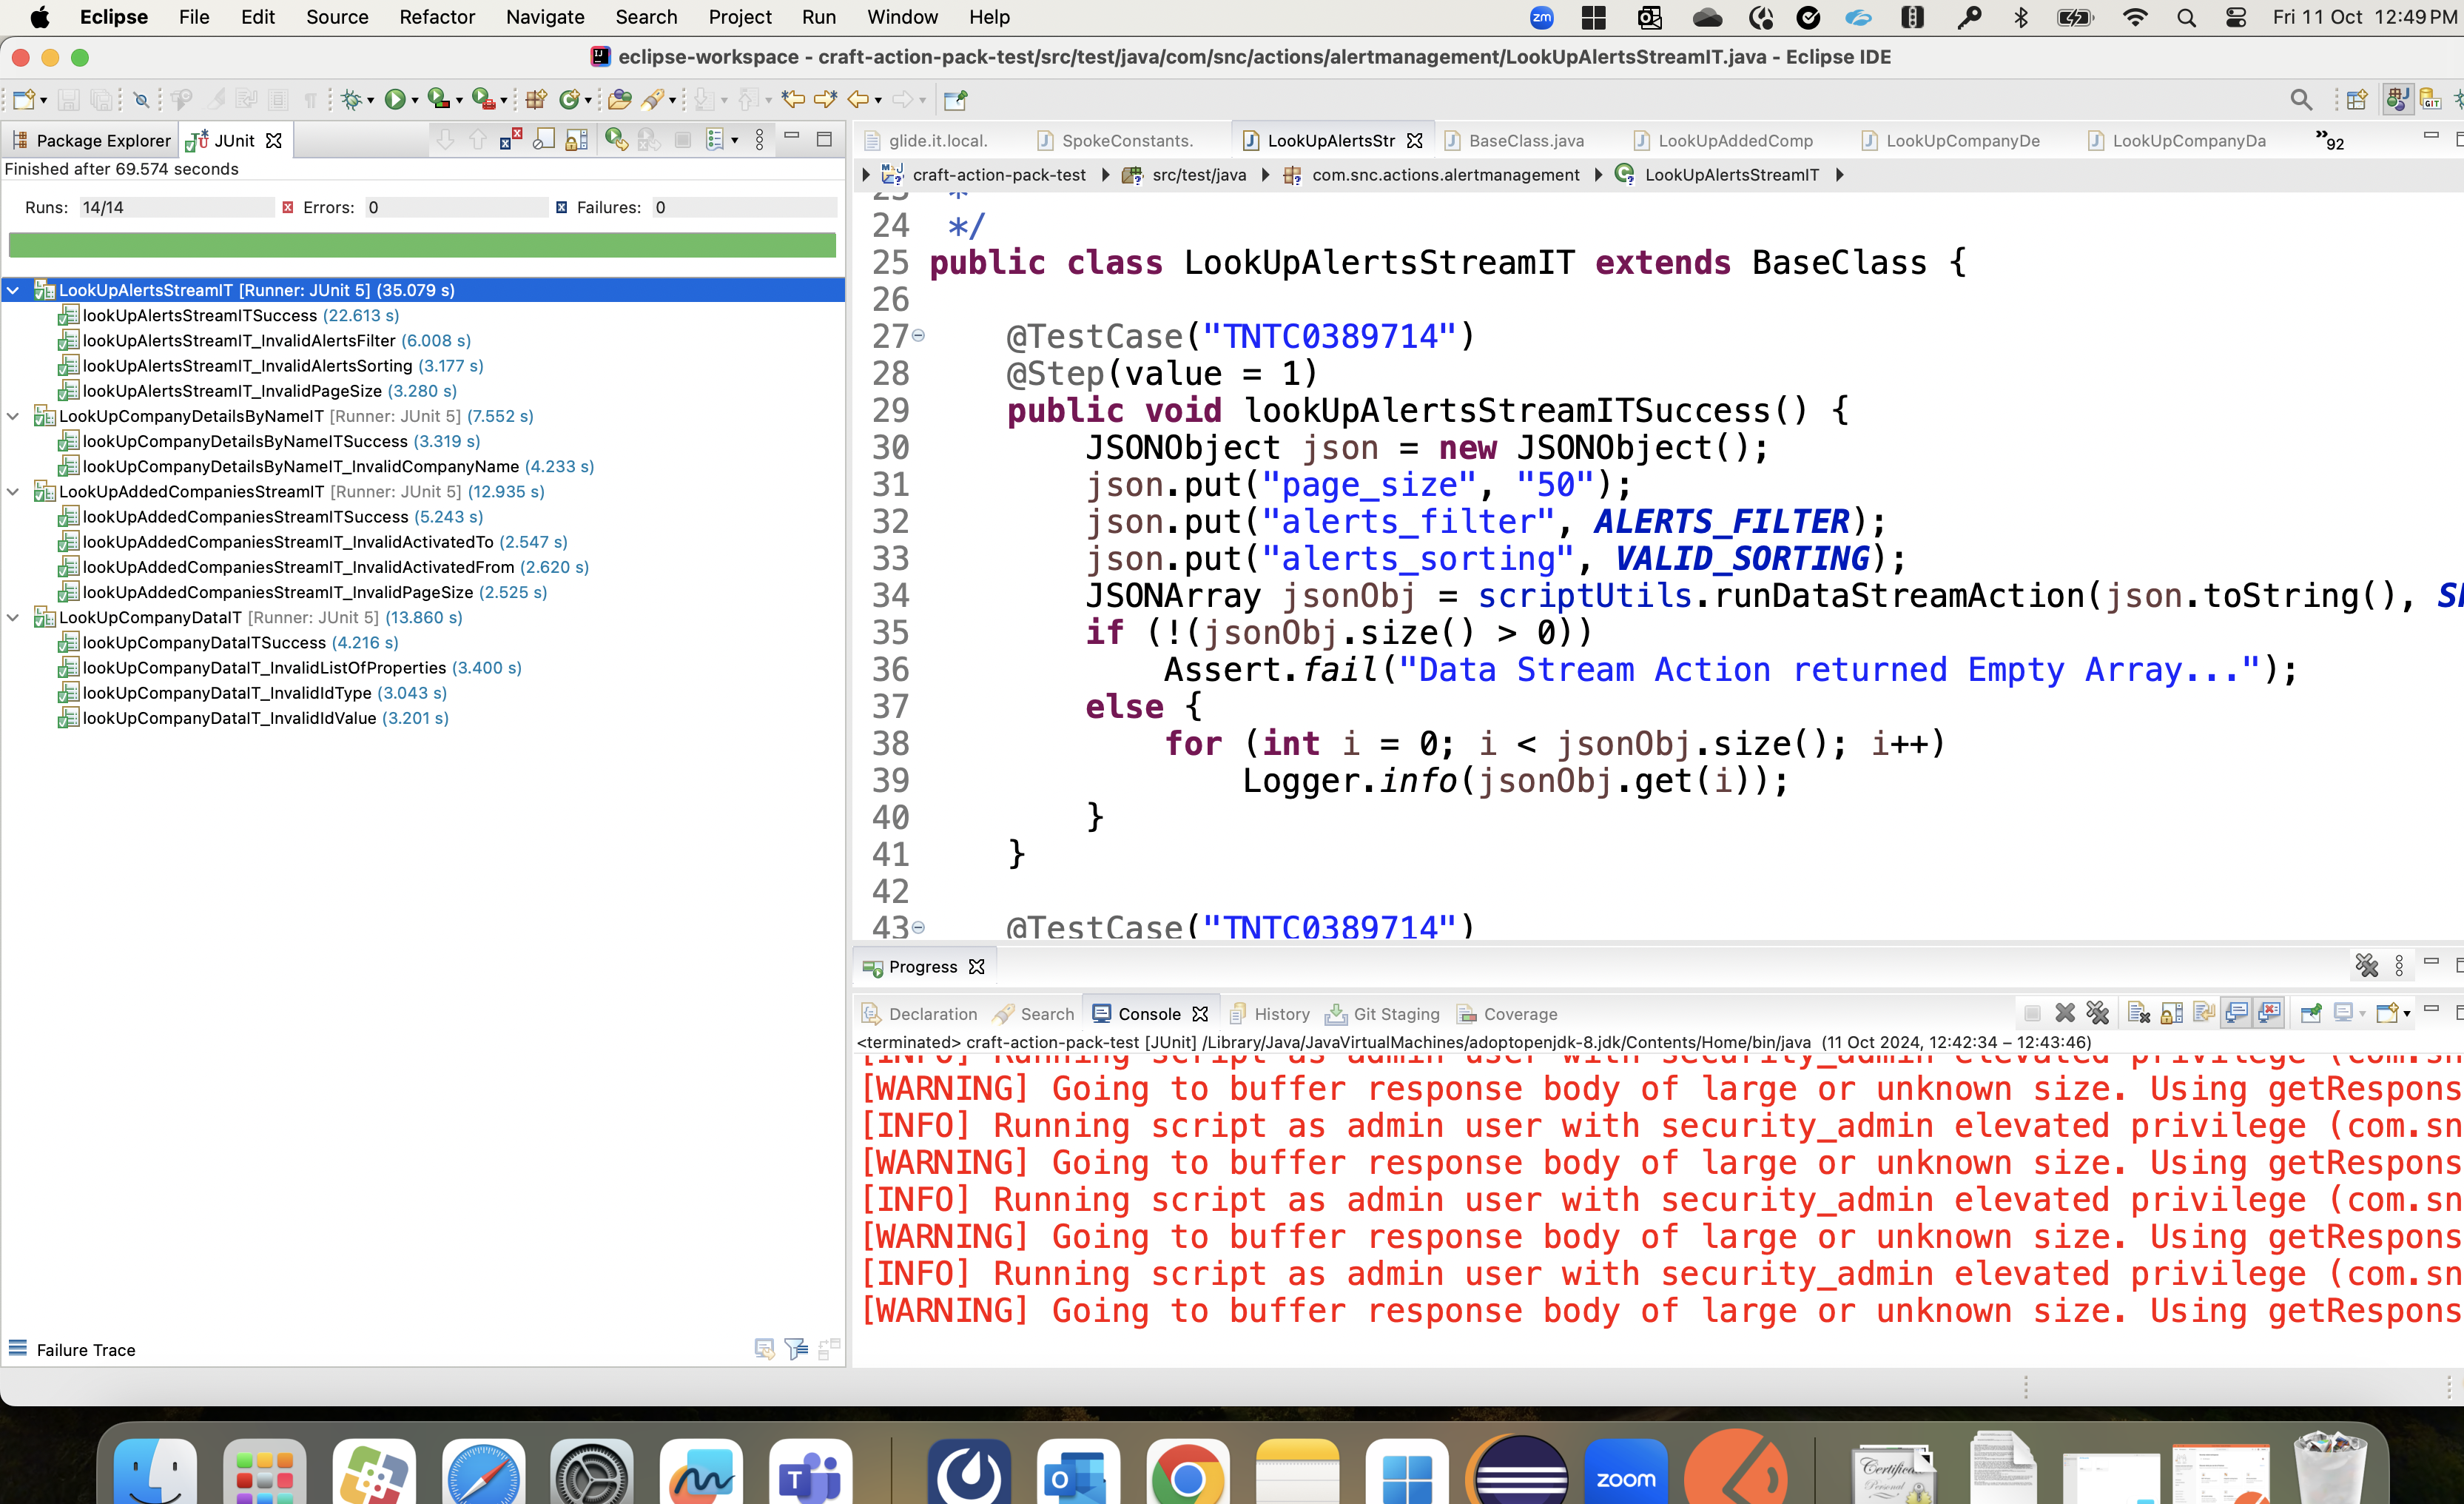 Eclipse File Edit Source Refactor Navigate Search Project Run Window Help
zm Fri 11 Oct 12:49 PM
eclipse-workspace - craft-action-pack-test/src/test/java/com/snc/actions/alertmanagement/LookUpAlertsStreamIT.java - Eclipse IDE
Package Explorer JUnit
Finished after 69.574 seconds
Runs: 14/14 Errors: 0 Failures: 0
LookUpAlertsStreamIT [Runner: JUnit 5] (35.079 s)
lookUpAlertsStreamITSuccess (22.613 s)
lookUpAlertsStreamIT_InvalidAlertsFilter (6.008 s)
lookUpAlertsStreamIT_InvalidAlertsSorting (3.177 s)
lookUpAlertsStreamIT_InvalidPageSize (3.280 s)
LookUpCompanyDetailsByNameIT [Runner: JUnit 5] (7.552 s)
lookUpCompanyDetailsByNameITSuccess (3.319 s)
lookUpCompanyDetailsByNameIT_InvalidCompanyName (4.233 s)
LookUpAddedCompaniesStreamIT [Runner: JUnit 5] (12.935 s)
lookUpAddedCompaniesStreamITSuccess (5.243 s)
lookUpAddedCompaniesStreamIT_InvalidActivatedTo (2.547 s)
lookUpAddedCompaniesStreamIT_InvalidActivatedFrom (2.620 s)
lookUpAddedCompaniesStreamIT_InvalidPageSize (2.525 s)
LookUpCompanyDataIT [Runner: JUnit 5] (13.860 s)
lookUpCompanyDataITSuccess (4.216 s)
lookUpCompanyDataIT_InvalidListOfProperties (3.400 s)
lookUpCompanyDataIT_InvalidIdType (3.043 s)
lookUpCompanyDataIT_InvalidIdValue (3.201 s)
Failure Trace
glide.it.local. SpokeConstants. LookUpAlertsStr BaseClass.java LookUpAddedComp LookUpCompanyDe LookUpCompanyDa »92
craft-action-pack-test src/test/java com.snc.actions.alertmanagement LookUpAlertsStreamIT
23 *
24 */
25 public class LookUpAlertsStreamIT extends BaseClass {
26
27 @TestCase("TNTC0389714")
28 @Step(value = 1)
29 public void lookUpAlertsStreamITSuccess() {
30 JSONObject json = new JSONObject();
31 json.put("page_size", "50");
32 json.put("alerts_filter", ALERTS_FILTER);
33 json.put("alerts_sorting", VALID_SORTING);
34 JSONArray jsonObj = scriptUtils.runDataStreamAction(json.toString(),
35 if (!(jsonObj.size() > 0))
36 Assert.fail("Data Stream Action returned Empty Array...");
37 else {
38 for (int i = 0; i < jsonObj.size(); i++)
39 Logger.info(jsonObj.get(i));
40 }
41 }
42
43 @TestCase("TNTC0389714")
Progress
Declaration Search Console History Git Staging Coverage
<terminated> craft-action-pack-test [JUnit] /Library/Java/JavaVirtualMachines/adoptopenjdk-8.jdk/Contents/Home/bin/java (11 Oct 2024, 12:42:34 – 12:43:46)
[INFO] Running script as admin user with security_admin elevated privilege (com.sn
[WARNING] Going to buffer response body of large or unknown size. Using getRespons
[INFO] Running script as admin user with security_admin elevated privilege (com.sn
[WARNING] Going to buffer response body of large or unknown size. Using getRespons
[INFO] Running script as admin user with security_admin elevated privilege (com.sn
[WARNING] Going to buffer response body of large or unknown size. Using getRespons
[INFO] Running script as admin user with security_admin elevated privilege (com.sn
[WARNING] Going to buffer response body of large or unknown size. Using getRespons
zoom